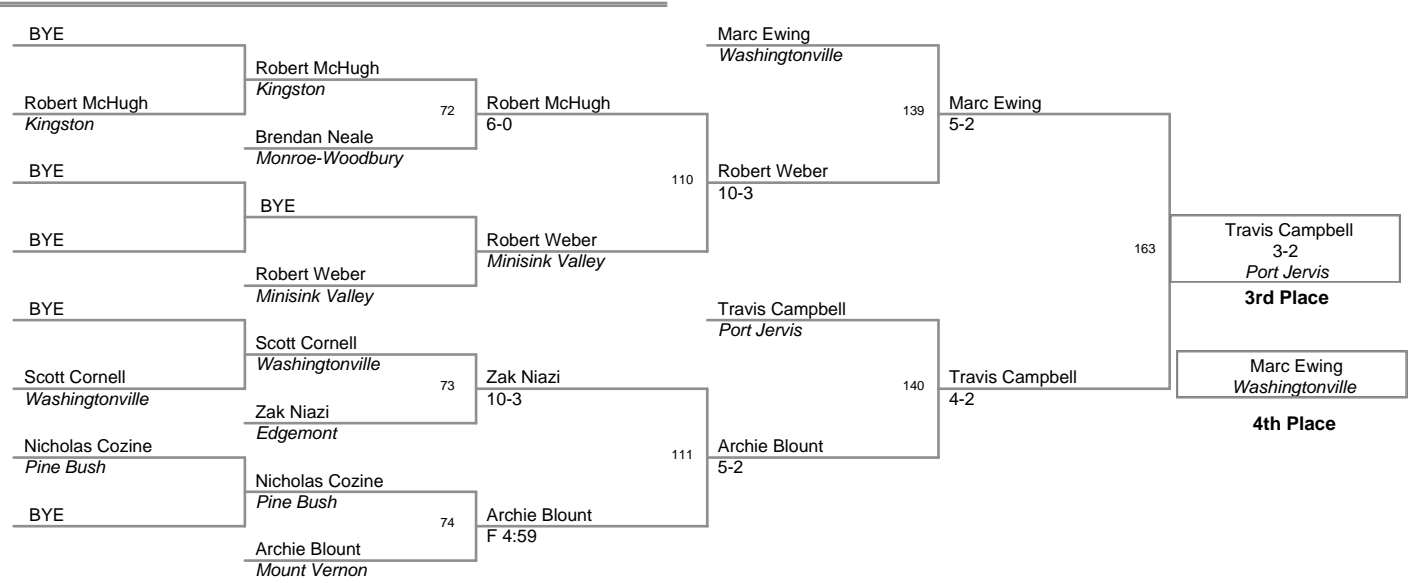 BYE
Robert McHugh
Kingston
BYE
BYE
BYE
Scott Cornell
Washingtonville
Nicholas Cozine
Pine Bush
BYE
Robert McHugh
Kingston
72
Brendan Neale
Monroe-Woodbury
BYE
Robert Weber
Minisink Valley
Scott Cornell
Washingtonville
73
Zak Niazi
Edgemont
Nicholas Cozine
Pine Bush
74
Archie Blount
Mount Vernon
Robert McHugh
6-0
110
Robert Weber
Minisink Valley
Zak Niazi
10-3
111
Archie Blount
F 4:59
Marc Ewing
Washingtonville
139
Robert Weber
10-3
Travis Campbell
Port Jervis
140
Archie Blount
5-2
Marc Ewing
5-2
163
Travis Campbell
4-2
Travis Campbell
3-2
Port Jervis
3rd Place
Marc Ewing
Washingtonville
4th Place